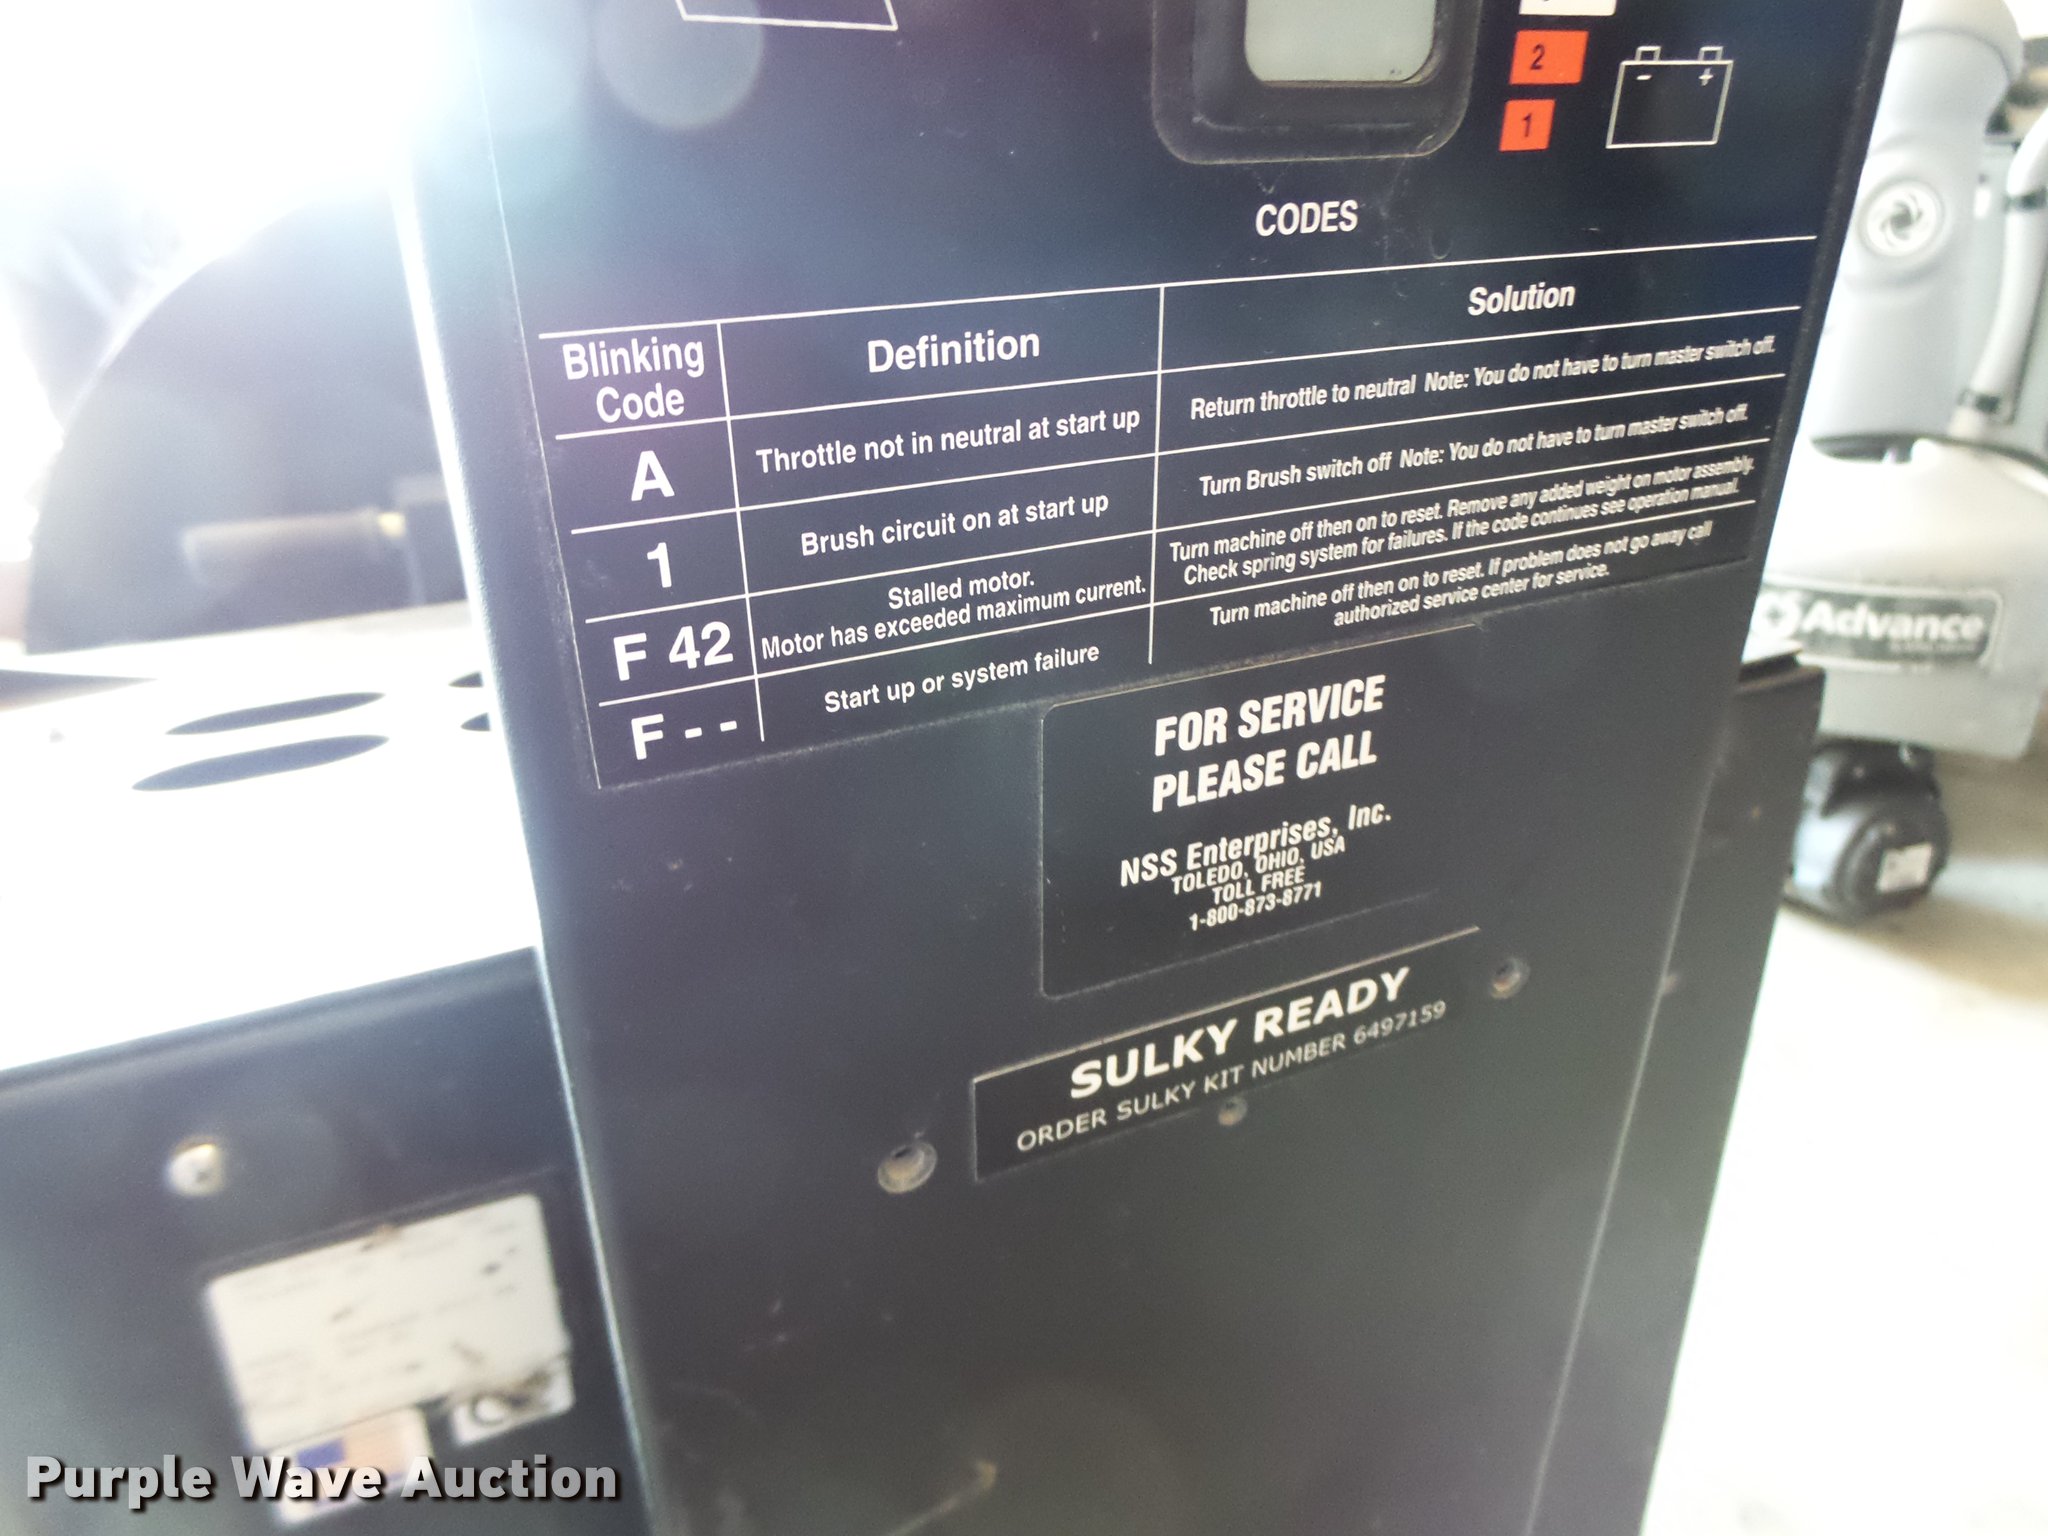 2
1
- +
CODES
Blinking Code
Definition
Solution
A
Throttle not in neutral at start up
Return throttle to neutral Note: You do not have to turn master switch off.
1
Brush circuit on at start up
Turn Brush switch off Note: You do not have to turn master switch off.
F 42
Stalled motor.
Motor has exceeded maximum current.
Turn machine off then on to reset. Remove any added weight on motor assembly.
Check spring system for failures. If the code continues see operation manual.
F - -
Start up or system failure
Turn machine off then on to reset. If problem does not go away call
authorized service center for service.
FOR SERVICE
PLEASE CALL
NSS Enterprises, Inc.
TOLEDO, OHIO, USA
TOLL FREE
1-800-873-8771
SULKY READY
ORDER SULKY KIT NUMBER 6497159
Advance
Purple Wave Auction